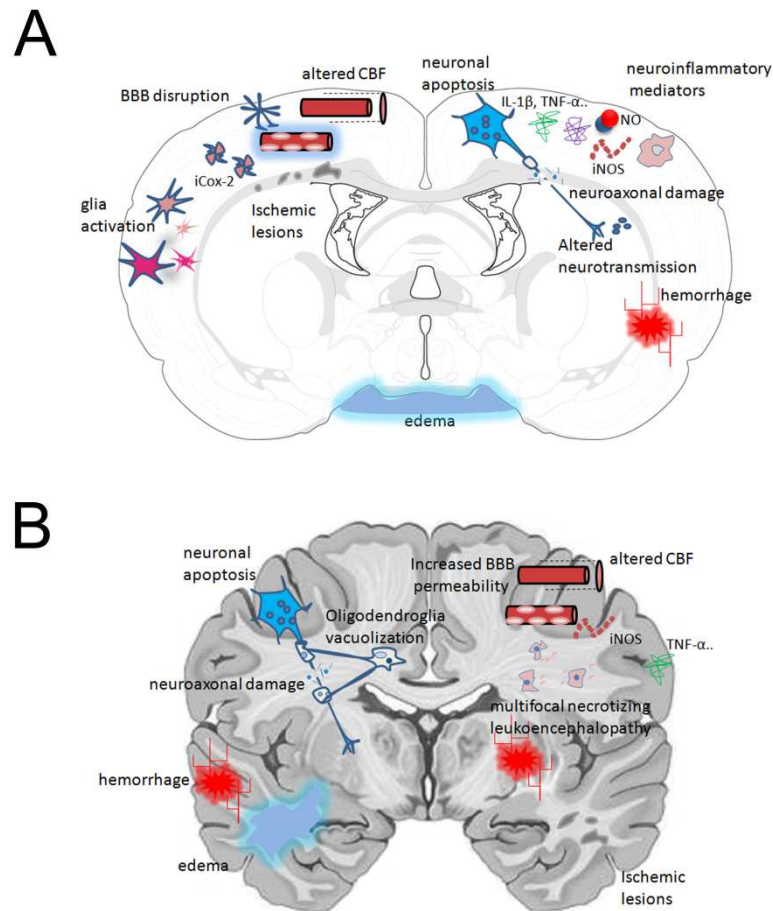 A
altered CBF
neuronal
apoptosis
neuroinflammatory
mediators
BBB disruption
IL-1β, TNF-α..
NO
iCox-2
iNOS
glia
activation
Ischemic
lesions
neuroaxonal damage
Altered
neurotransmission
hemorrhage
edema
B
neuronal
apoptosis
Increased BBB
permeability
altered CBF
Oligodendroglia
vacuolization
iNOS
TNF-α..
neuroaxonal damage
multifocal necrotizing
leukoencephalopathy
hemorrhage
edema
Ischemic
lesions